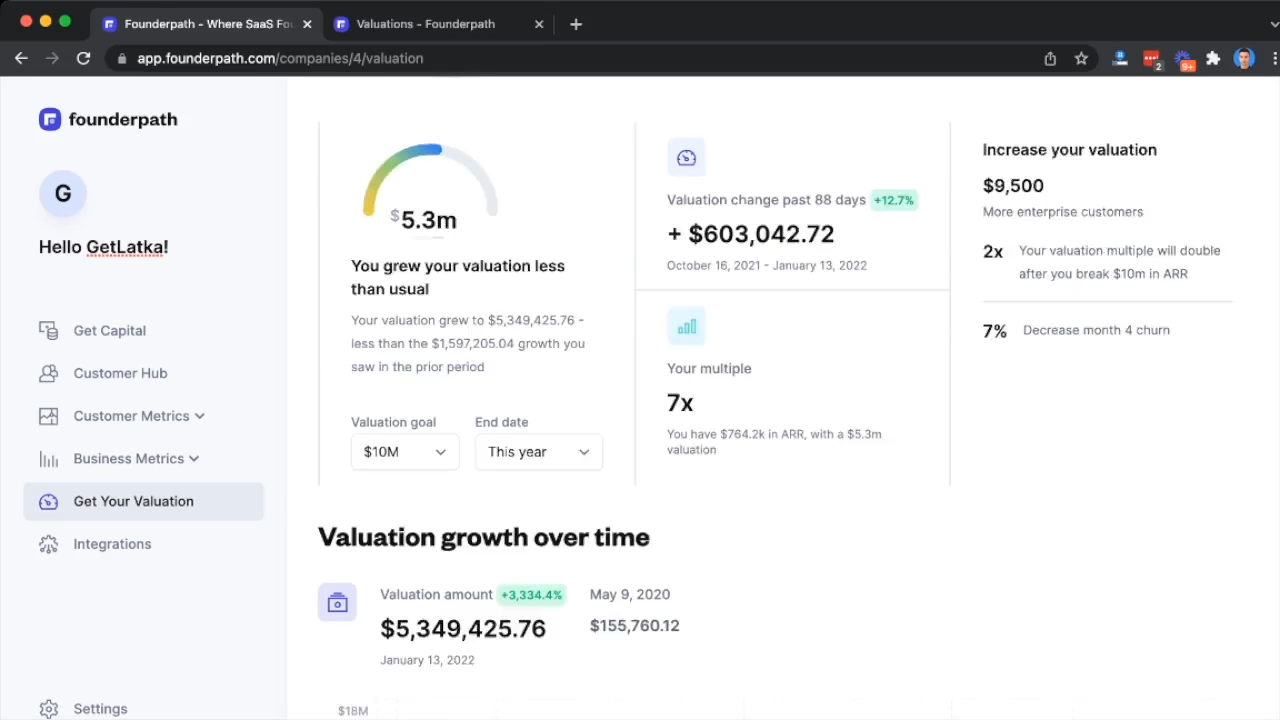 Founderpath - Where SaaS Fou
Valuations - Founderpath
app.founderpath.com/companies/4/valuation
2
9+
founderpath
G
Hello GetLatka!
Get Capital
Customer Hub
Customer Metrics
Business Metrics
Get Your Valuation
Integrations
Settings
$5.3m
You grew your valuation less
than usual
Your valuation grew to $5,349,425.76 -
less than the $1,597,205.04 growth you
saw in the prior period
Valuation goal
$10M
End date
This year
Valuation change past 88 days +12.7%
+ $603,042.72
October 16, 2021 - January 13, 2022
Your multiple
7x
You have $764.2k in ARR, with a $5.3m
valuation
Increase your valuation
$9,500
More enterprise customers
2x Your valuation multiple will double
after you break $10m in ARR
7% Decrease month 4 churn
Valuation growth over time
Valuation amount +3,334.4%
$5,349,425.76
January 13, 2022
May 9, 2020
$155,760.12
$18M